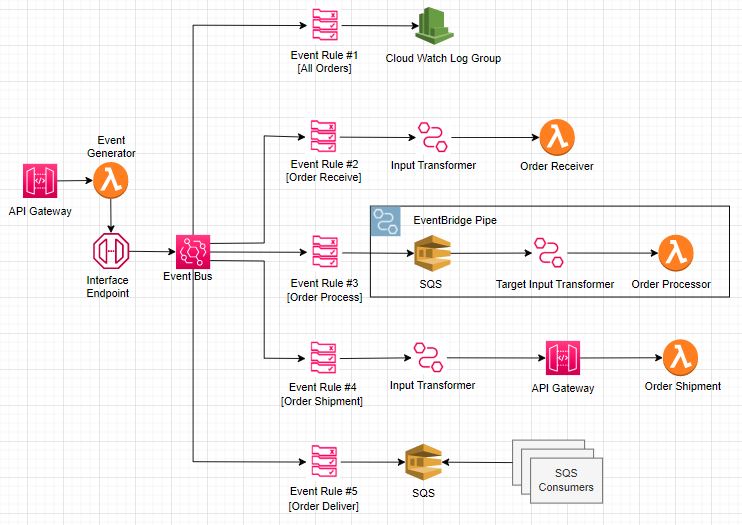 Event Rule #1
[All Orders]
Cloud Watch Log Group
Event
Generator
API Gateway
Event Rule #2
[Order Receive]
Input Transformer
Order Receiver
EventBridge Pipe
Interface
Endpoint
Event Bus
Event Rule #3
[Order Process]
SQS
Target Input Transformer
Order Processor
Event Rule #4
[Order Shipment]
Input Transformer
API Gateway
Order Shipment
Event Rule #5
[Order Deliver]
SQS
SQS
Consumers